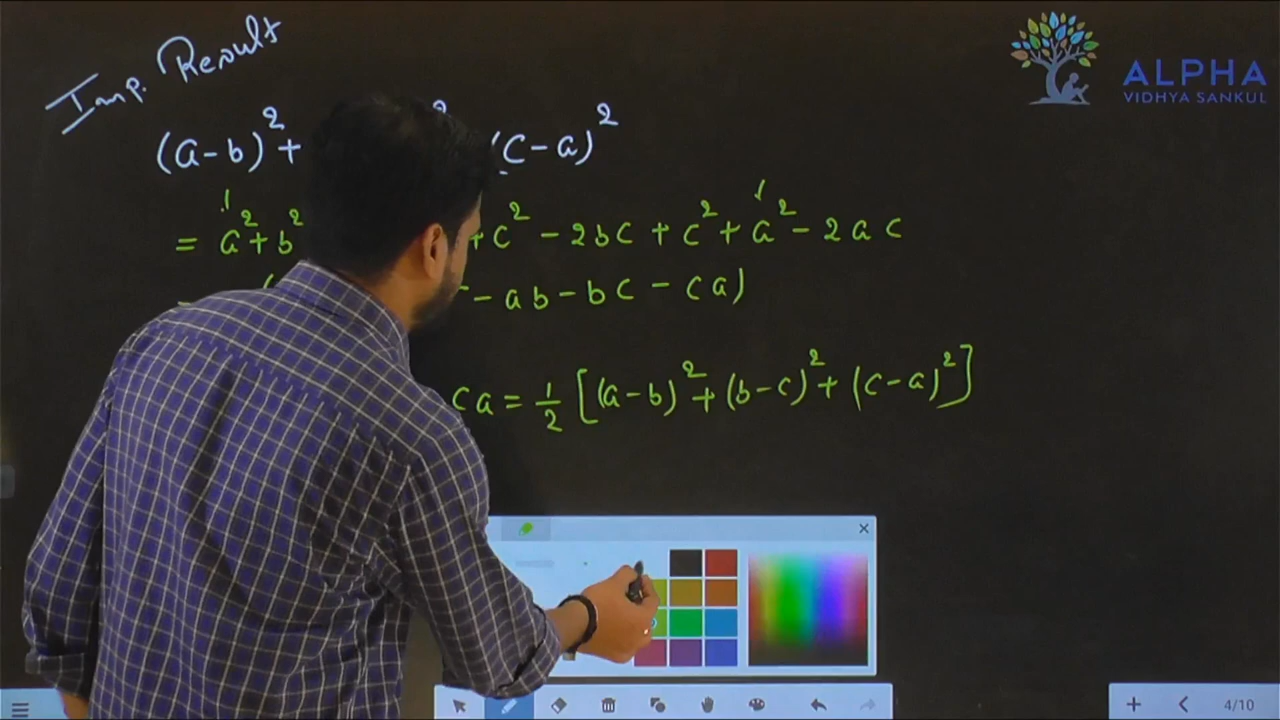 Imp. Result
ALPHA
VIDHYA SANKUL
(a-b)² + (c-a)²
= a² + b² + c² - 2bc + c² + a² - 2ac
- ab - bc - ca)
ca = 1/2 [(a-b)² + (b-c)² + (c-a)²]
4/10